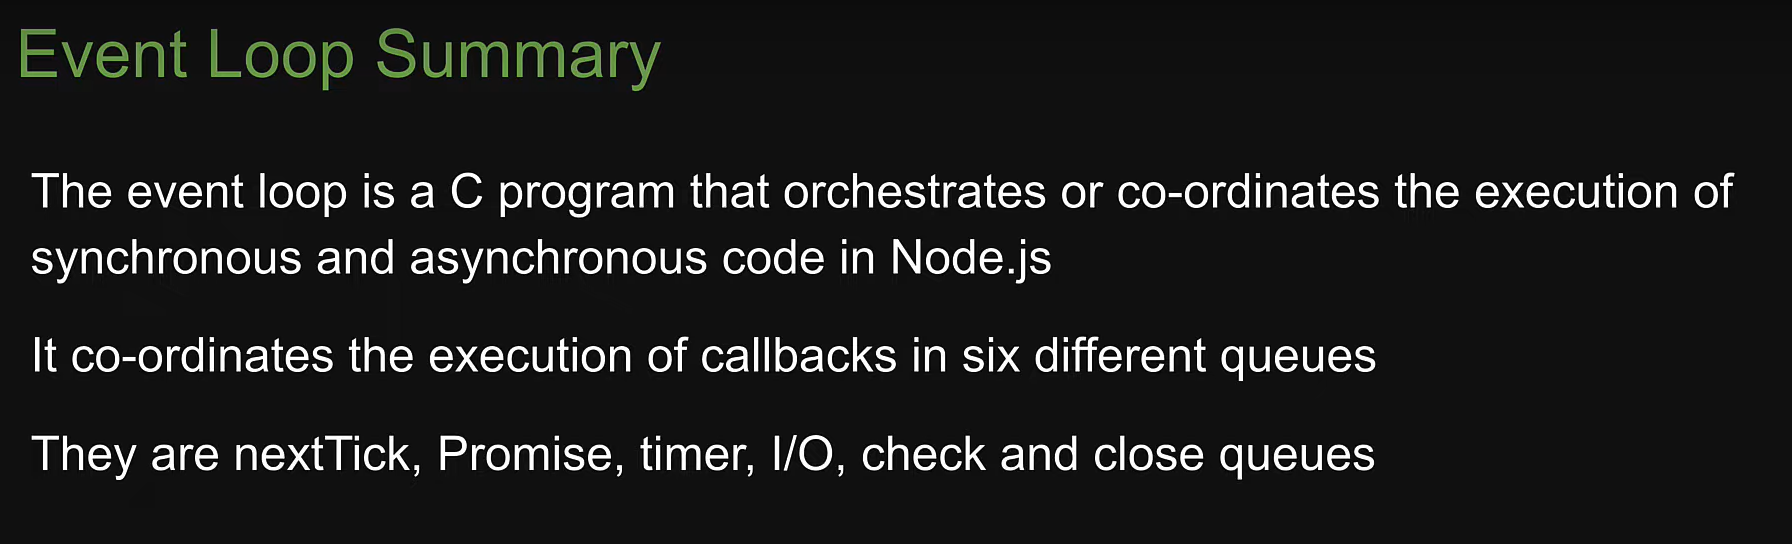 Event Loop Summary
The event loop is a C program that orchestrates or co-ordinates the execution of
synchronous and asynchronous code in Node.js
It co-ordinates the execution of callbacks in six different queues
They are nextTick, Promise, timer, I/O, check and close queues